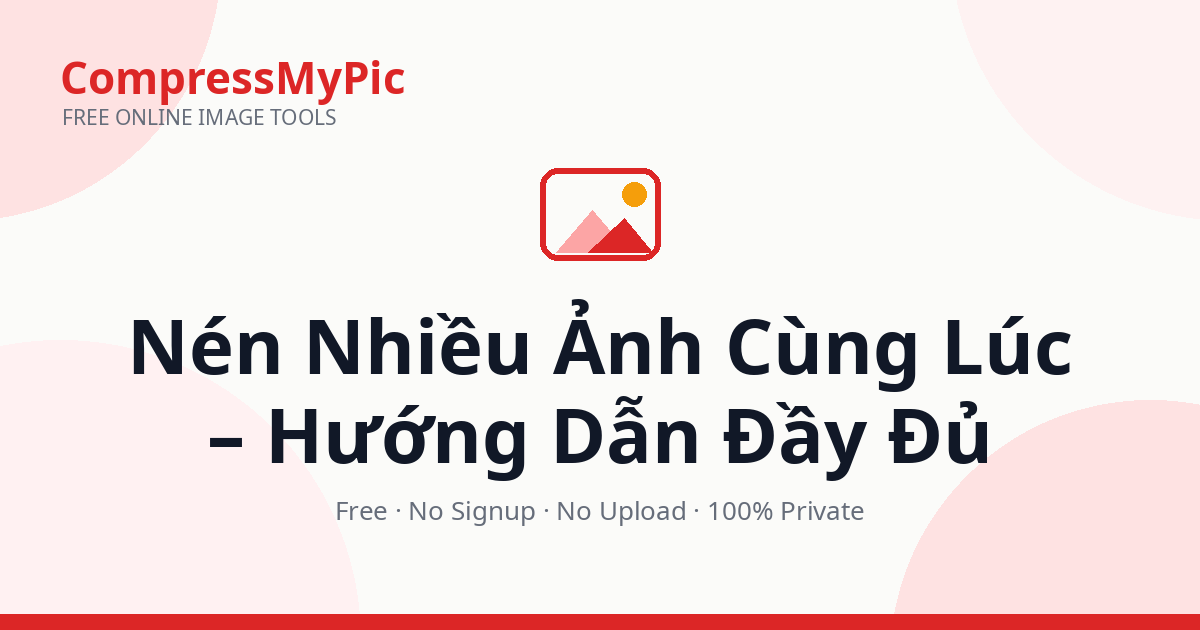 CompressMyPic
FREE ONLINE IMAGE TOOLS
Nén Nhiều Ảnh Cùng Lúc
– Hướng Dẫn Đầy Đủ
Free · No Signup · No Upload · 100% Private